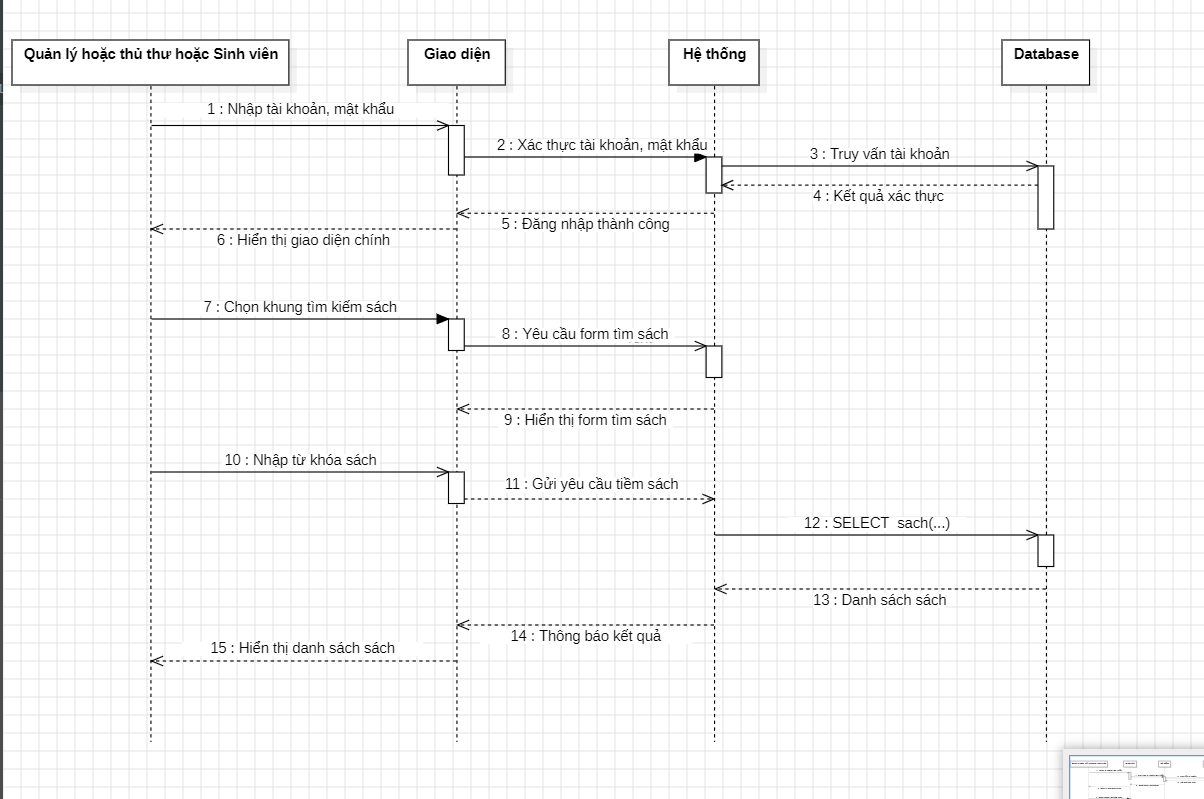 Quản lý hoặc thủ thư hoặc Sinh viên
Giao diện
Hệ thống
Database
1 : Nhập tài khoản, mật khẩu
2 : Xác thực tài khoản, mật khẩu
3 : Truy vấn tài khoản
4 : Kết quả xác thực
5 : Đăng nhập thành công
6 : Hiển thị giao diện chính
7 : Chọn khung tìm kiếm sách
8 : Yêu cầu form tìm sách
9 : Hiển thị form tìm sách
10 : Nhập từ khóa sách
11 : Gửi yêu cầu tiềm sách
12 : SELECT sach(...)
13 : Danh sách sách
14 : Thông báo kết quả
15 : Hiển thị danh sách sách